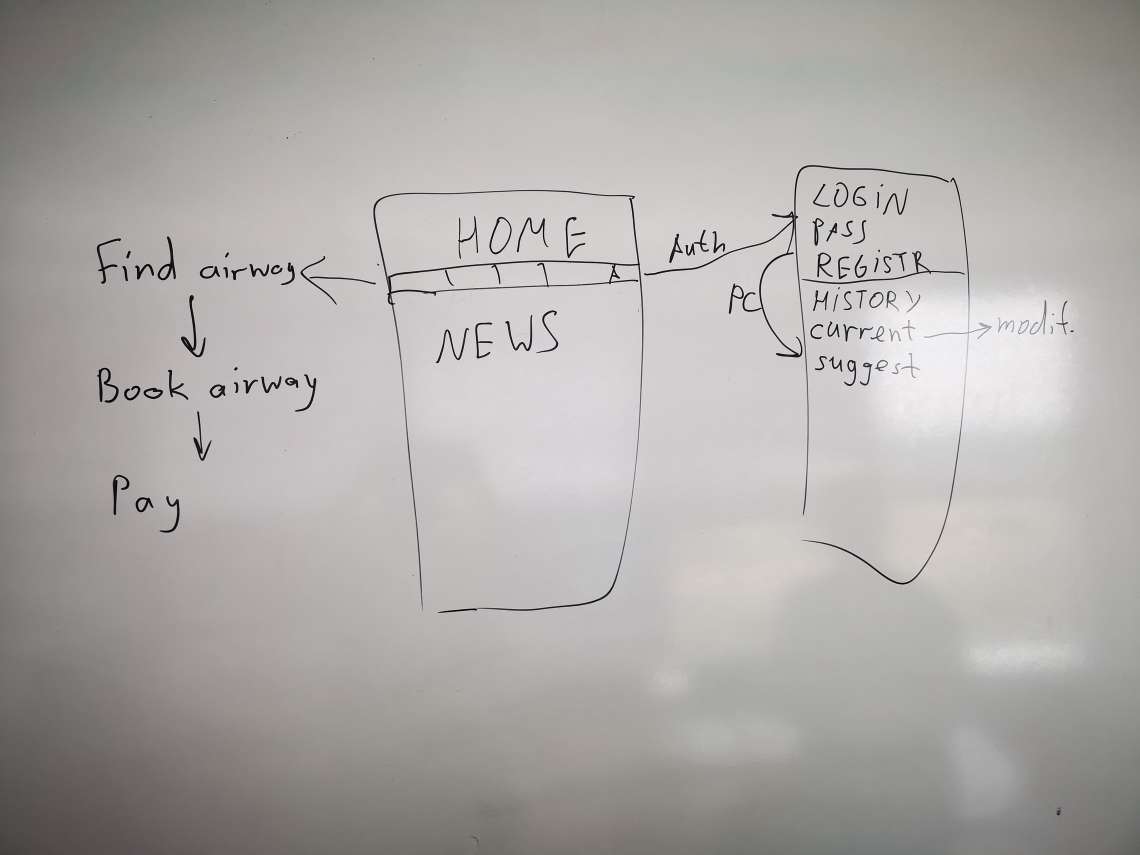 Find airway
Book airway
Pay
HOME
A
NEWS
Auth
PC
LOGiN
PASS
REGiSTR
HiSTORY
current
modif.
suggest